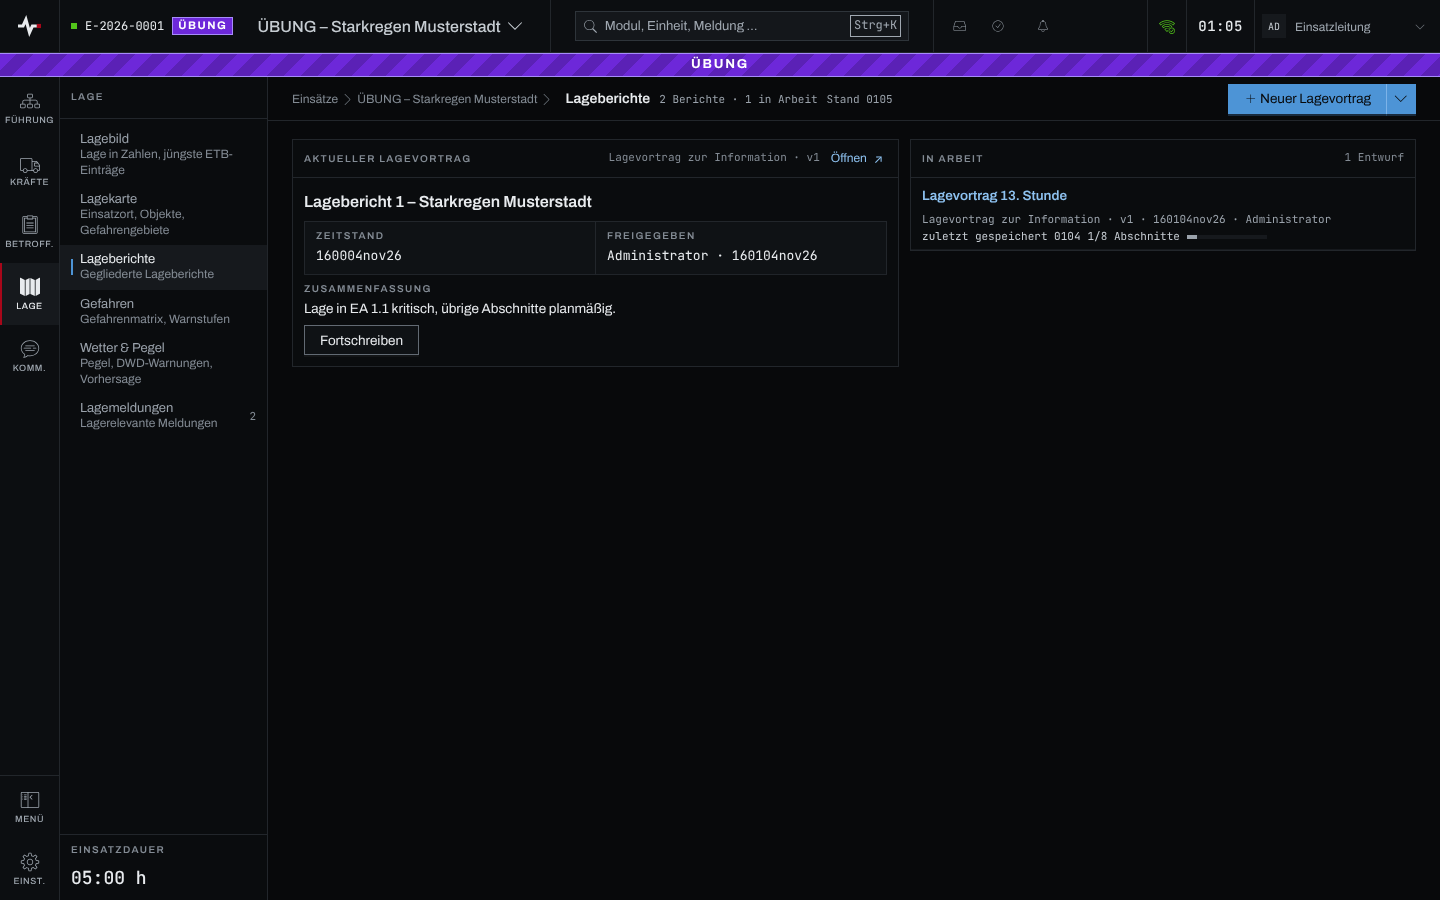 E-2026-0001 ÜBUNG ÜBUNG – Starkregen Musterstadt
Modul, Einheit, Meldung ... Strg+K
01:05
AD Einsatzleitung
ÜBUNG
FÜHRUNG
KRÄFTE
BETROFF.
LAGE
KOMM.
MENÜ
EINST.
LAGE
Lagebild
Lage in Zahlen, jüngste ETB-
Einträge
Lagekarte
Einsatzort, Objekte,
Gefahrengebiete
Lageberichte
Gegliederte Lageberichte
Gefahren
Gefahrenmatrix, Warnstufen
Wetter & Pegel
Pegel, DWD-Warnungen,
Vorhersage
Lagemeldungen
Lagerelevante Meldungen 2
EINSATZDAUER
05:00 h
Einsätze ÜBUNG – Starkregen Musterstadt Lageberichte 2 Berichte · 1 in Arbeit Stand 0105
+ Neuer Lagevortrag
AKTUELLER LAGEVORTRAG Lagevortrag zur Information · v1 Öffnen
Lagebericht 1 – Starkregen Musterstadt
ZEITSTAND
160004nov26
FREIGEGEBEN
Administrator · 160104nov26
ZUSAMMENFASSUNG
Lage in EA 1.1 kritisch, übrige Abschnitte planmäßig.
Fortschreiben
IN ARBEIT 1 Entwurf
Lagevortrag 13. Stunde
Lagevortrag zur Information · v1 · 160104nov26 · Administrator
zuletzt gespeichert 0104 1/8 Abschnitte